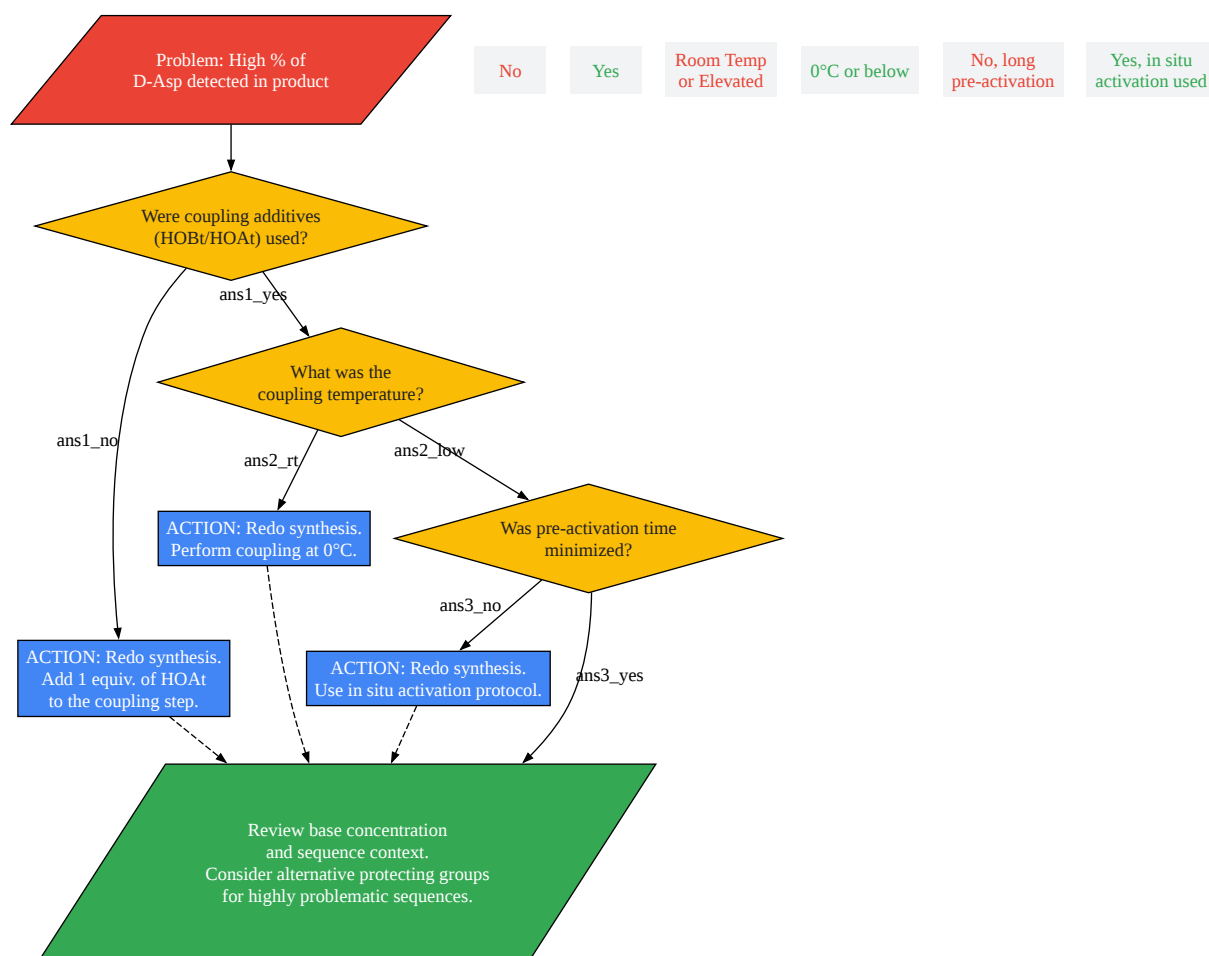 Problem: High % of
D-Asp detected in product
No
Yes
Room Temp
or Elevated
0°C or below
No, long
pre-activation
Yes, in situ
activation used
Were coupling additives
(HOBt/HOAt) used?
ans1_yes
What was the
coupling temperature?
ans1_no
ans2_rt
ans2_low
ACTION: Redo synthesis.
Perform coupling at 0°C.
Was pre-activation time
minimized?
ans3_no
ACTION: Redo synthesis.
Add 1 equiv. of HOAt
to the coupling step.
ACTION: Redo synthesis.
Use in situ activation protocol.
ans3_yes
Review base concentration
and sequence context.
Consider alternative protecting groups
for highly problematic sequences.